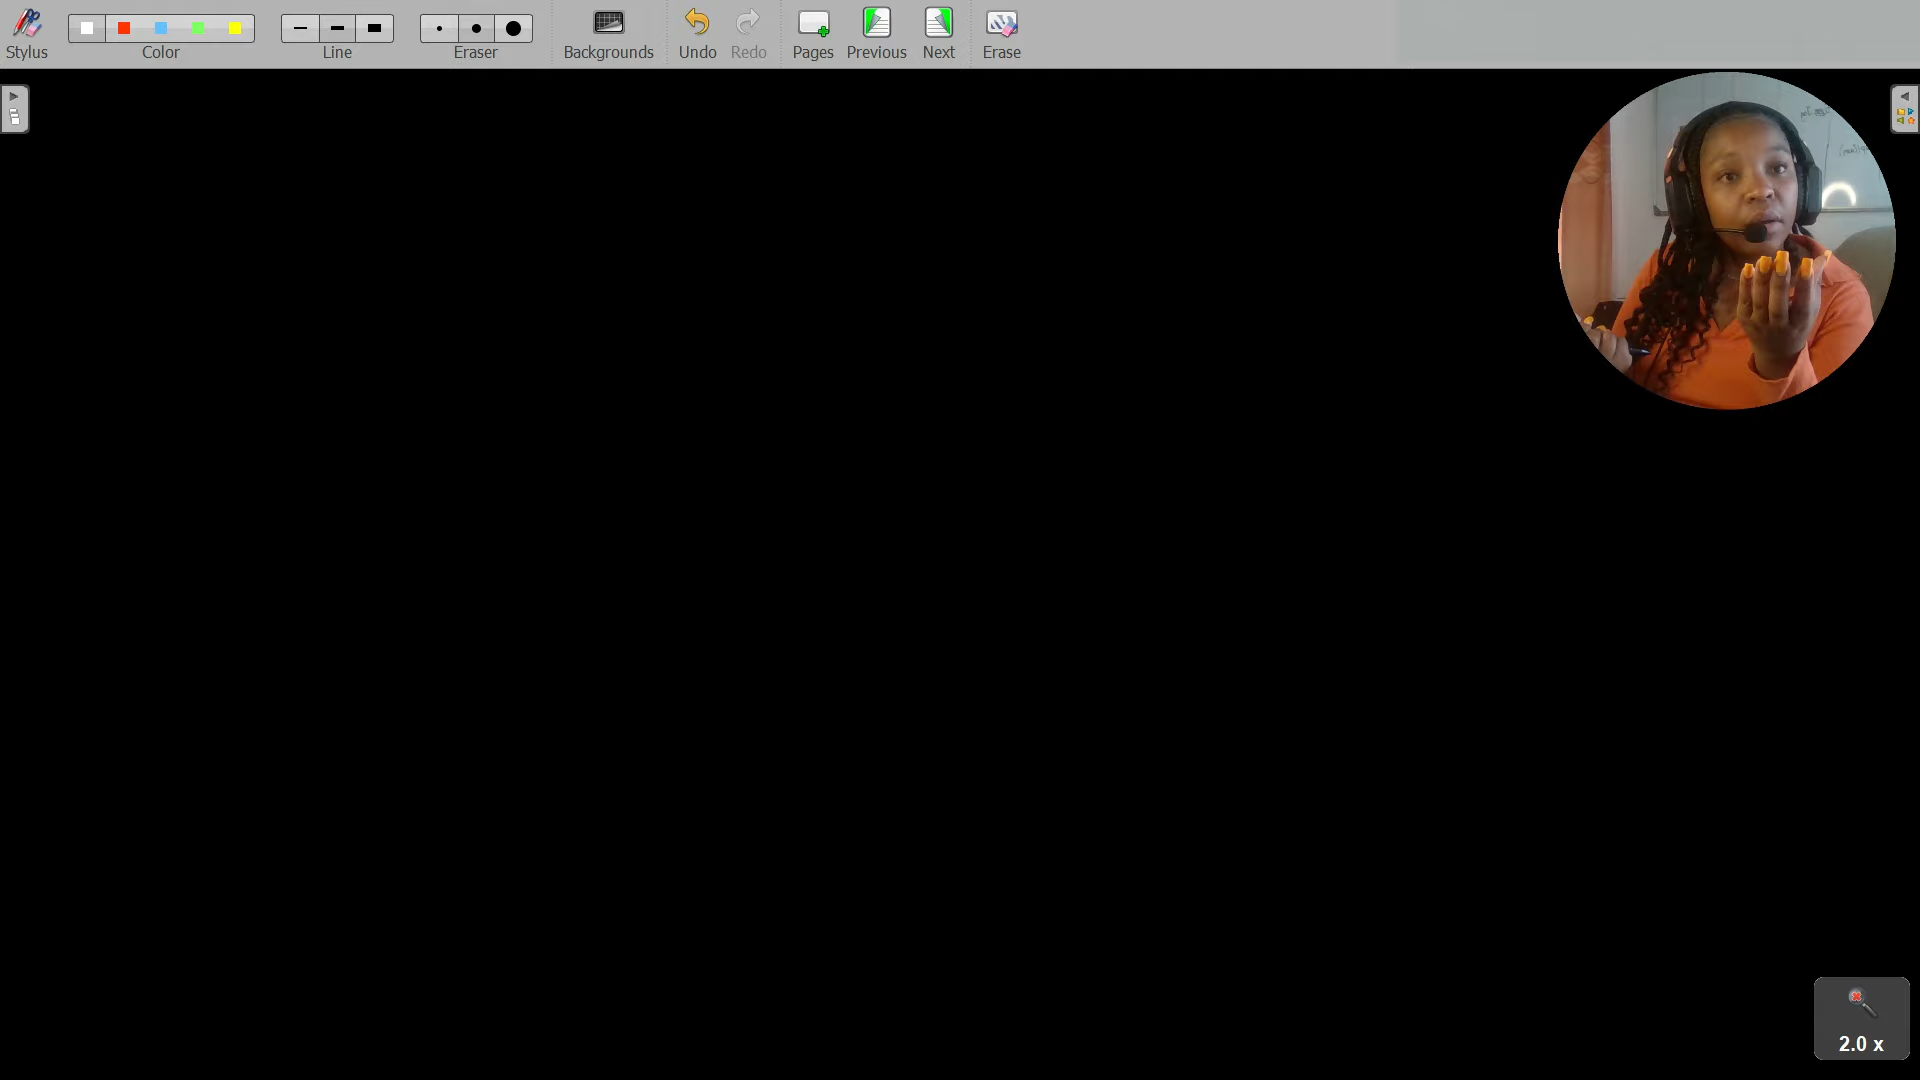 Stylus
Color
Line
Eraser
Backgrounds
Undo
Redo
Pages
Previous
Next
Erase
2.0 x